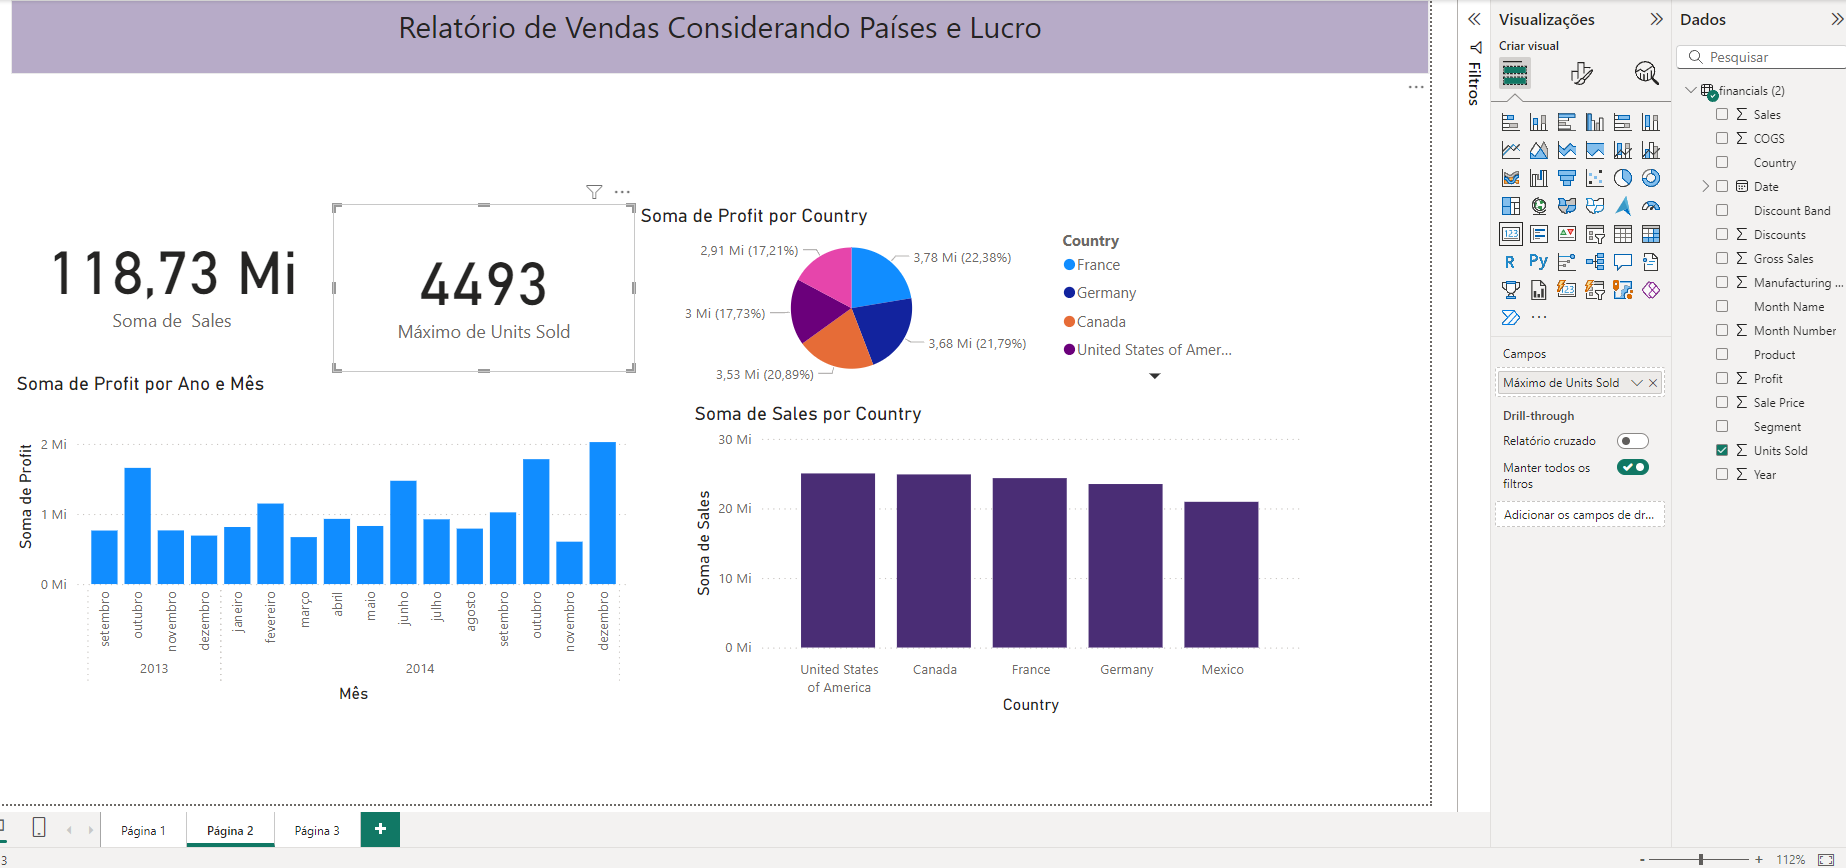 Relatório de Vendas Considerando Países e Lucro
118,73 Mi
Soma de  Sales
4493
Máximo de Units Sold
Soma de Profit por Country
2,91 Mi (17,21%)
3,78 Mi (22,38%)
3 Mi (17,73%)
3,68 Mi (21,79%)
3,53 Mi (20,89%)
Country
France
Germany
Canada
United States of Amer...
Soma de Profit por Ano e Mês
Soma de Profit
2 Mi
1 Mi
0 Mi
setembro
outubro
novembro
dezembro
janeiro
fevereiro
março
abril
maio
junho
julho
agosto
setembro
outubro
novembro
dezembro
2013
2014
Mês
Soma de Sales por Country
Soma de Sales
30 Mi
20 Mi
10 Mi
0 Mi
United States
of America
Canada
France
Germany
Mexico
Country
Página 1
Página 2
Página 3
+
3
Filtros
Visualizações
Criar visual
123
R
Py
123
...
Campos
Máximo de Units Sold
Drill-through
Relatório cruzado
Manter todos os
filtros
Adicionar os campos de dr...
Dados
Pesquisar
financials (2)
Sales
COGS
Country
Date
Discount Band
Discounts
Gross Sales
Manufacturing ...
Month Name
Month Number
Product
Profit
Sale Price
Segment
Units Sold
Year
- + 112%